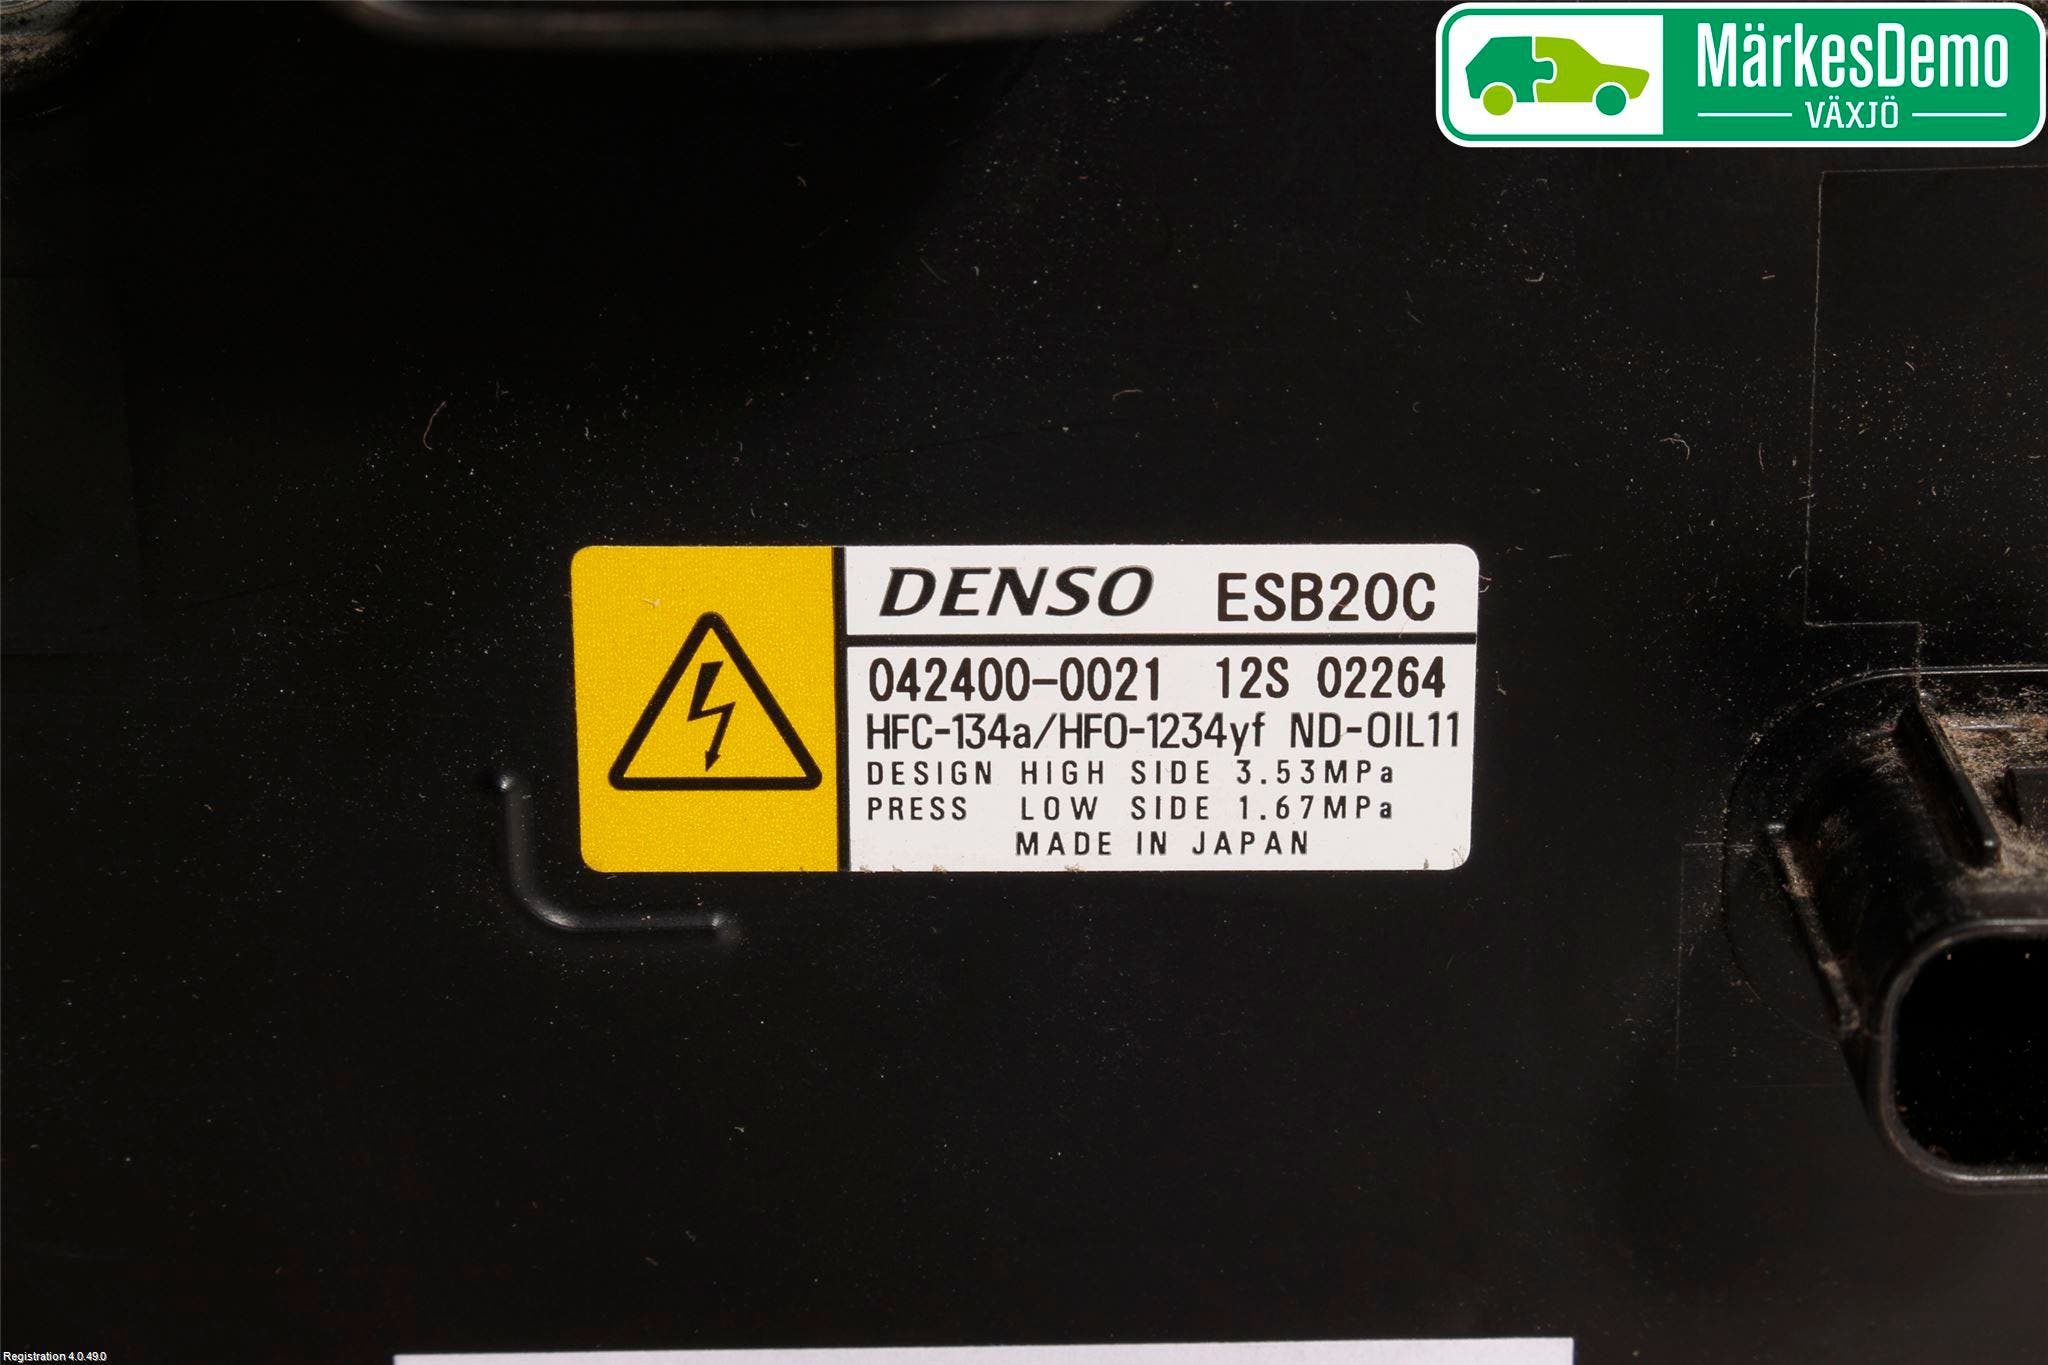 MärkesDemo
VÄXJÖ
DENSO ESB20C
042400-0021 12S 02264
HFC-134a/HFO-1234yf ND-OIL11
DESIGN HIGH SIDE 3.53MPa
PRESS LOW SIDE 1.67MPa
MADE IN JAPAN
Registration 4.0.49.0